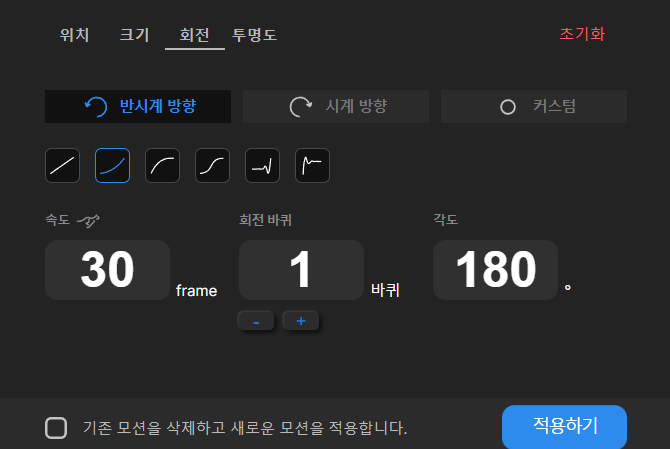 위치 크기 회전 투명도 초기화
반시계 방향 시계 방향 커스텀
속도 회전 바퀴 각도
30 frame 1 바퀴 180 °
- +
기존 모션을 삭제하고 새로운 모션을 적용합니다. 적용하기